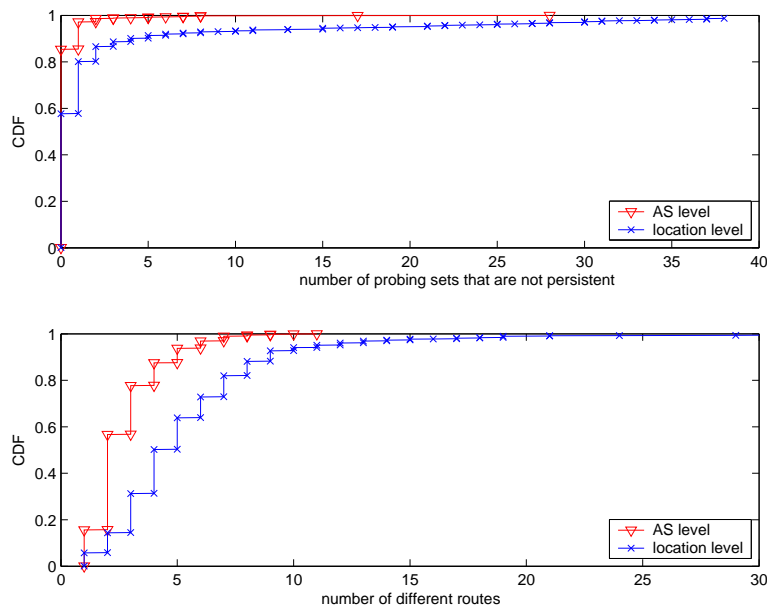 1
0.8
0.6
0.4
0.2
0
CDF
0 5 10 15 20 25 30 35 40
number of probing sets that are not persistent
AS level
location level
1
0.8
0.6
0.4
0.2
0
CDF
0 5 10 15 20 25 30
number of different routes
AS level
location level